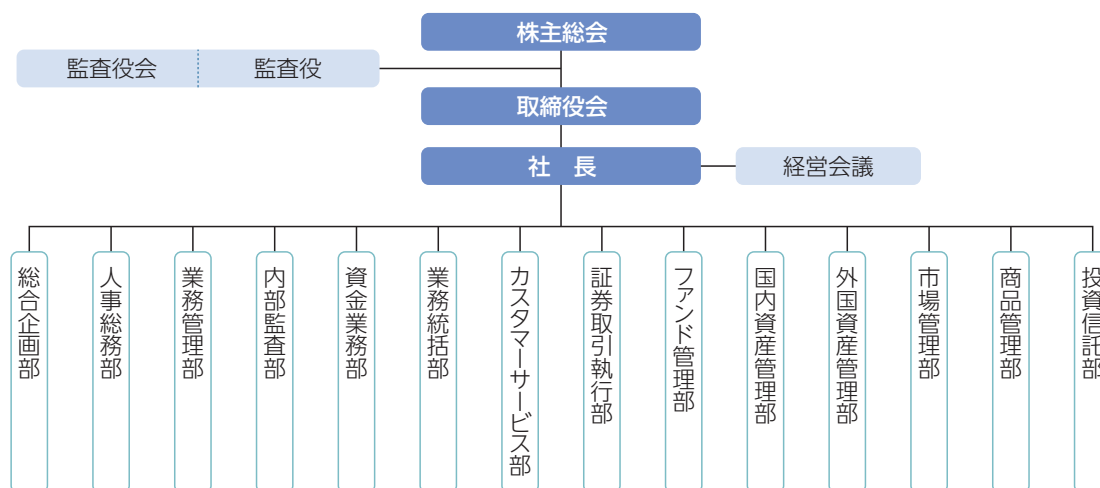 株主総会
監査役会
監査役
取締役会
社 長
経営会議
総合企画部
人事総務部
業務管理部
内部監査部
資金業務部
業務統括部
カスタマーサービス部
証券取引執行部
ファンド管理部
国内資産管理部
外国資産管理部
市場管理部
商品管理部
投資信託部